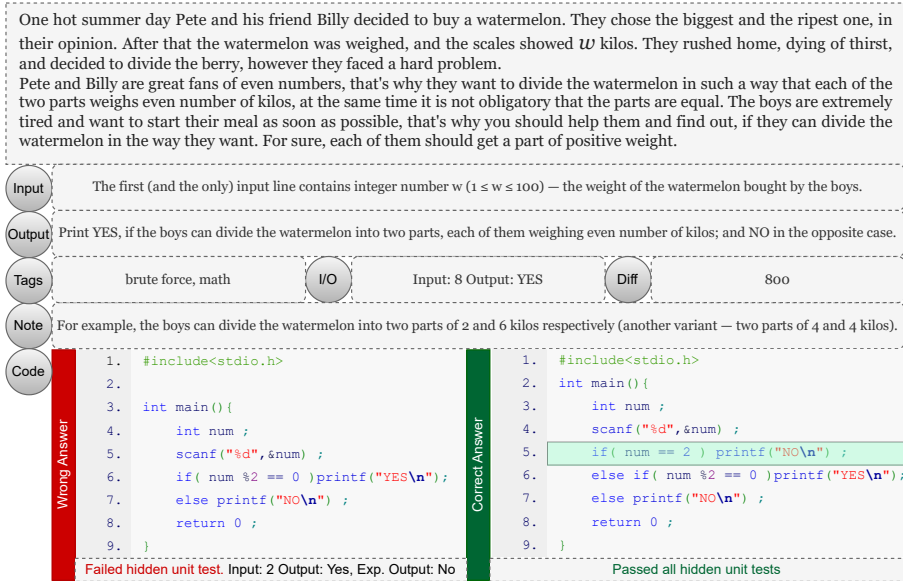 One hot summer day Pete and his friend Billy decided to buy a watermelon. They chose the biggest and the ripest one, in
their opinion. After that the watermelon was weighed, and the scales showed w kilos. They rushed home, dying of thirst,
and decided to divide the berry, however they faced a hard problem.
Pete and Billy are great fans of even numbers, that's why they want to divide the watermelon in such a way that each of the
two parts weighs even number of kilos, at the same time it is not obligatory that the parts are equal. The boys are extremely
tired and want to start their meal as soon as possible, that's why you should help them and find out, if they can divide the
watermelon in the way they want. For sure, each of them should get a part of positive weight.
Input
The first (and the only) input line contains integer number w (1 ≤ w ≤ 100) — the weight of the watermelon bought by the boys.
Output
Print YES, if the boys can divide the watermelon into two parts, each of them weighing even number of kilos; and NO in the opposite case.
Tags
brute force, math
I/O
Input: 8 Output: YES
Diff
800
Note
For example, the boys can divide the watermelon into two parts of 2 and 6 kilos respectively (another variant — two parts of 4 and 4 kilos).
Code
Wrong Answer
1. #include<stdio.h>
2.
3. int main(){
4. int num ;
5. scanf("%d",&num) ;
6. if( num %2 == 0 )printf("YES\n");
7. else printf("NO\n") ;
8. return 0 ;
9. }
Failed hidden unit test. Input: 2 Output: Yes, Exp. Output: No
Correct Answer
1. #include<stdio.h>
2. int main(){
3. int num ;
4. scanf("%d",&num) ;
5. if( num == 2 ) printf("NO\n") ;
6. else if( num %2 == 0 )printf("YES\n");
7. else printf("NO\n") ;
8. return 0 ;
9. }
Passed all hidden unit tests